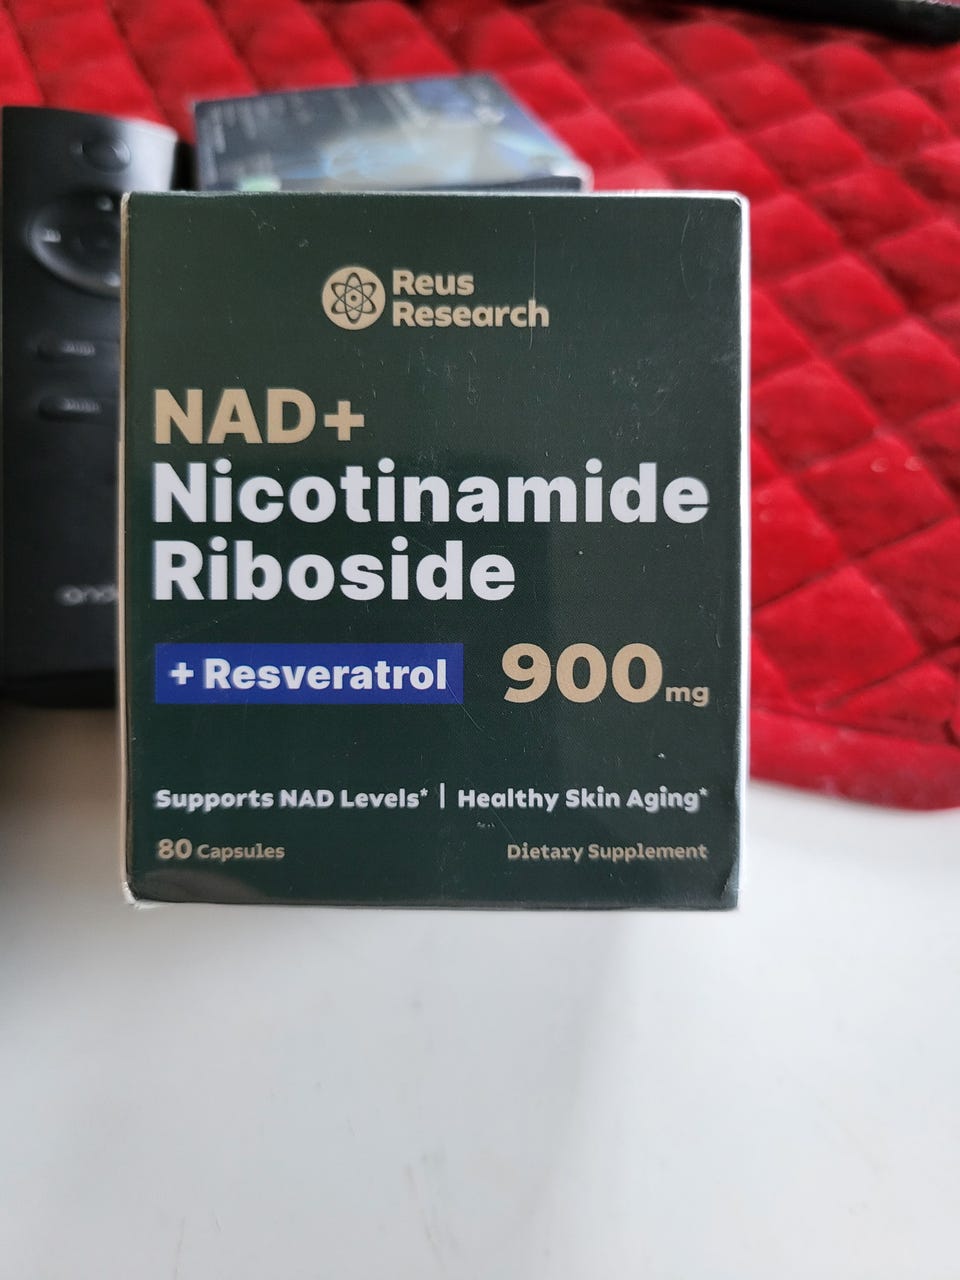 Reus
Research
NAD+
Nicotinamide
Riboside
+ Resveratrol 900mg
Supports NAD Levels* | Healthy Skin Aging*
80 Capsules Dietary Supplement